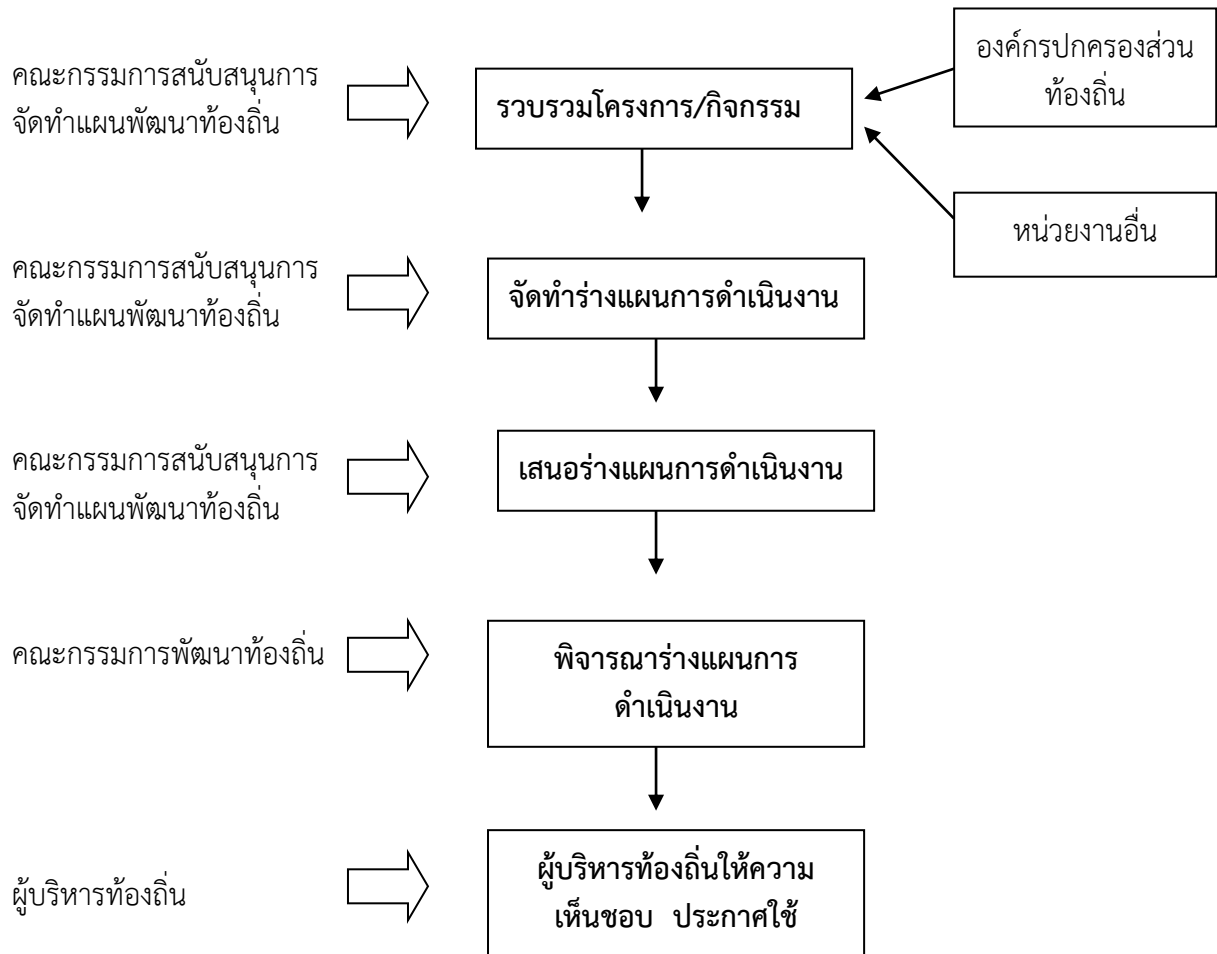 คณะกรรมการสนับสนุนการ
จัดทำแผนพัฒนาท้องถิ่น
รวบรวมโครงการ/กิจกรรม
องค์กรปกครองส่วน
ท้องถิ่น
หน่วยงานอื่น
คณะกรรมการสนับสนุนการ
จัดทำแผนพัฒนาท้องถิ่น
จัดทำร่างแผนการดำเนินงาน
คณะกรรมการสนับสนุนการ
จัดทำแผนพัฒนาท้องถิ่น
เสนอร่างแผนการดำเนินงาน
คณะกรรมการพัฒนาท้องถิ่น
พิจารณาร่างแผนการ
ดำเนินงาน
ผู้บริหารท้องถิ่น
ผู้บริหารท้องถิ่นให้ความ
เห็นชอบ ประกาศใช้